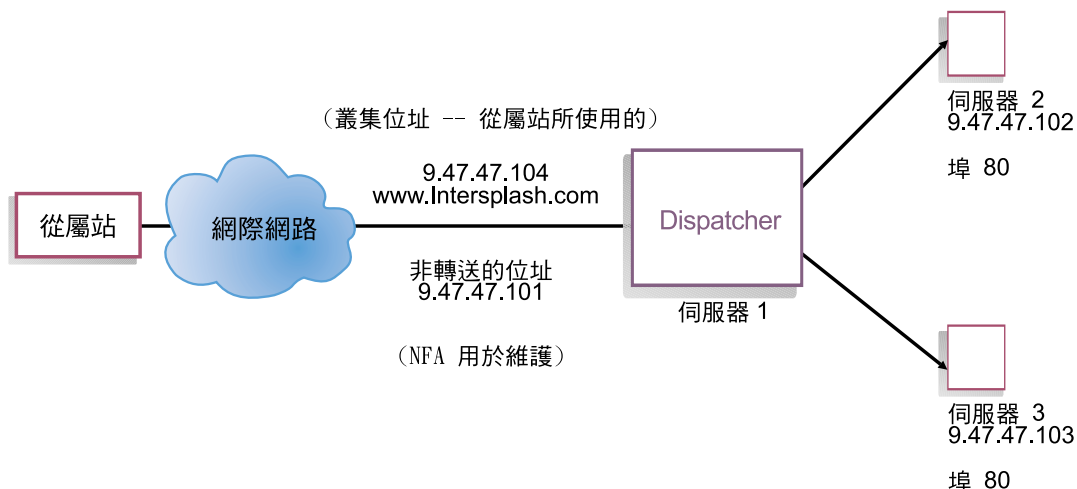 從屬站
網際網路
（叢集位址 -- 從屬站所使用的）
9.47.47.104
www.Intersplash.com
非轉送的位址
9.47.47.101
（NFA 用於維護）
Dispatcher
伺服器 1
伺服器 2
9.47.47.102
埠 80
伺服器 3
9.47.47.103
埠 80